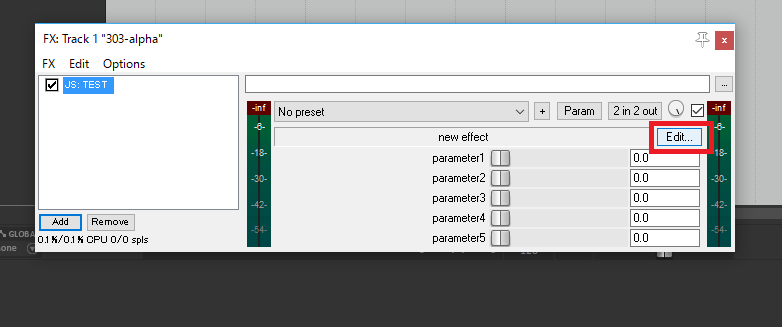 FX: Track 1 "303-alpha"
FX Edit Options
JS: TEST
...
-inf No preset + Param 2 in 2 out -inf
-6- -6-
new effect Edit...
-18- parameter1 0.0 -18-
parameter2 0.0
-30- -30-
parameter3 0.0
-42- -42-
Add Remove parameter4 0.0
-54- -54-
0.1%/0.1% CPU 0/0 spls parameter5 0.0
GLOBA
none